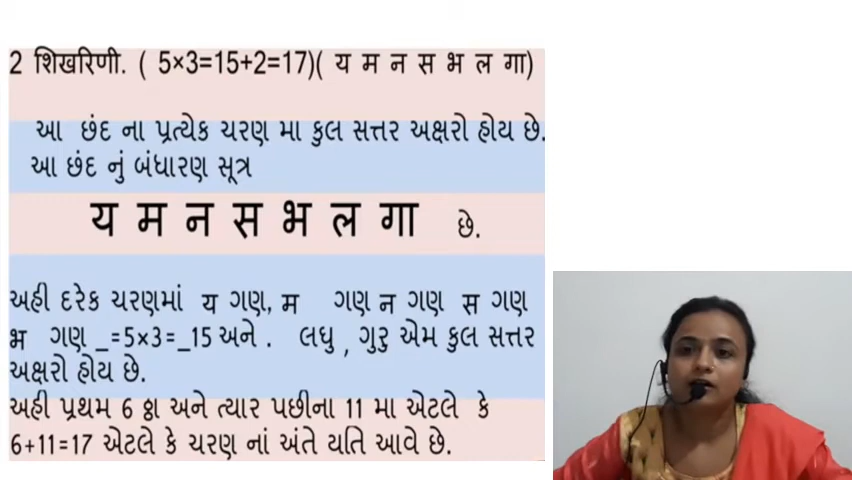 2 शिखरिणी. ( 5×3=15+2=17)( य म न स भ ल गा)
આ છંદ ના પ્રત્યેક ચરણ મા કુલ સત્તર અક્ષરો હોય છે.
આ છંદ નું બંધારણ સૂત્ર
य म न स भ ल गा છે.
અહી દરેક ચરણમાં य ગણ, म ગણ न ગણ स ગણ
भ ગણ _=5×3=_15 અને . લઘુ , ગુરુ એમ કુલ સત્તર
અક્ષરો હોય છે.
અહી પ્રથમ 6 ઠ્ઠા અને ત્યાર પછીના 11 મા એટલે કે
6+11=17 એટલે કે ચરણ નાં અંતે યતિ આવે છે.